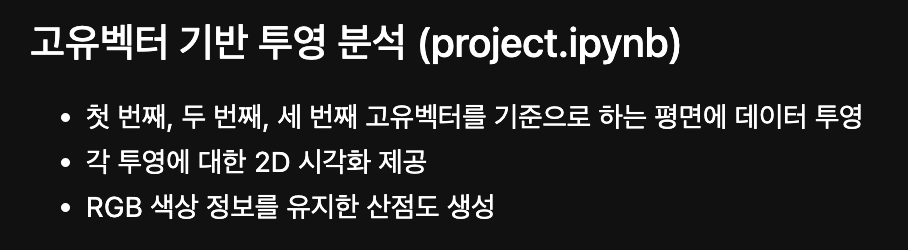 고유벡터 기반 투영 분석 (project.ipynb)
• 첫 번째, 두 번째, 세 번째 고유벡터를 기준으로 하는 평면에 데이터 투영
• 각 투영에 대한 2D 시각화 제공
• RGB 색상 정보를 유지한 산점도 생성